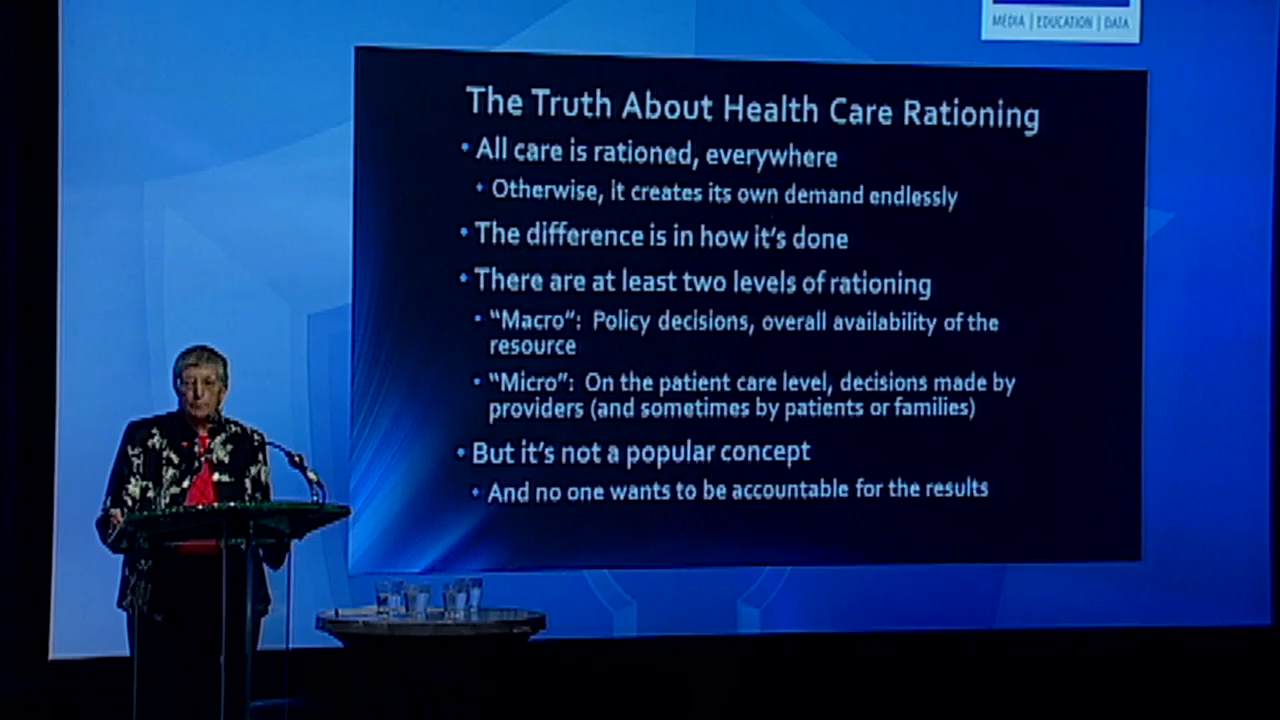 MEDIA | EDUCATION | DATA
The Truth About Health Care Rationing
• All care is rationed, everywhere
• Otherwise, it creates its own demand endlessly
• The difference is in how it's done
• There are at least two levels of rationing
• "Macro": Policy decisions, overall availability of the
resource
• "Micro": On the patient care level, decisions made by
providers (and sometimes by patients or families)
• But it's not a popular concept
• And no one wants to be accountable for the results